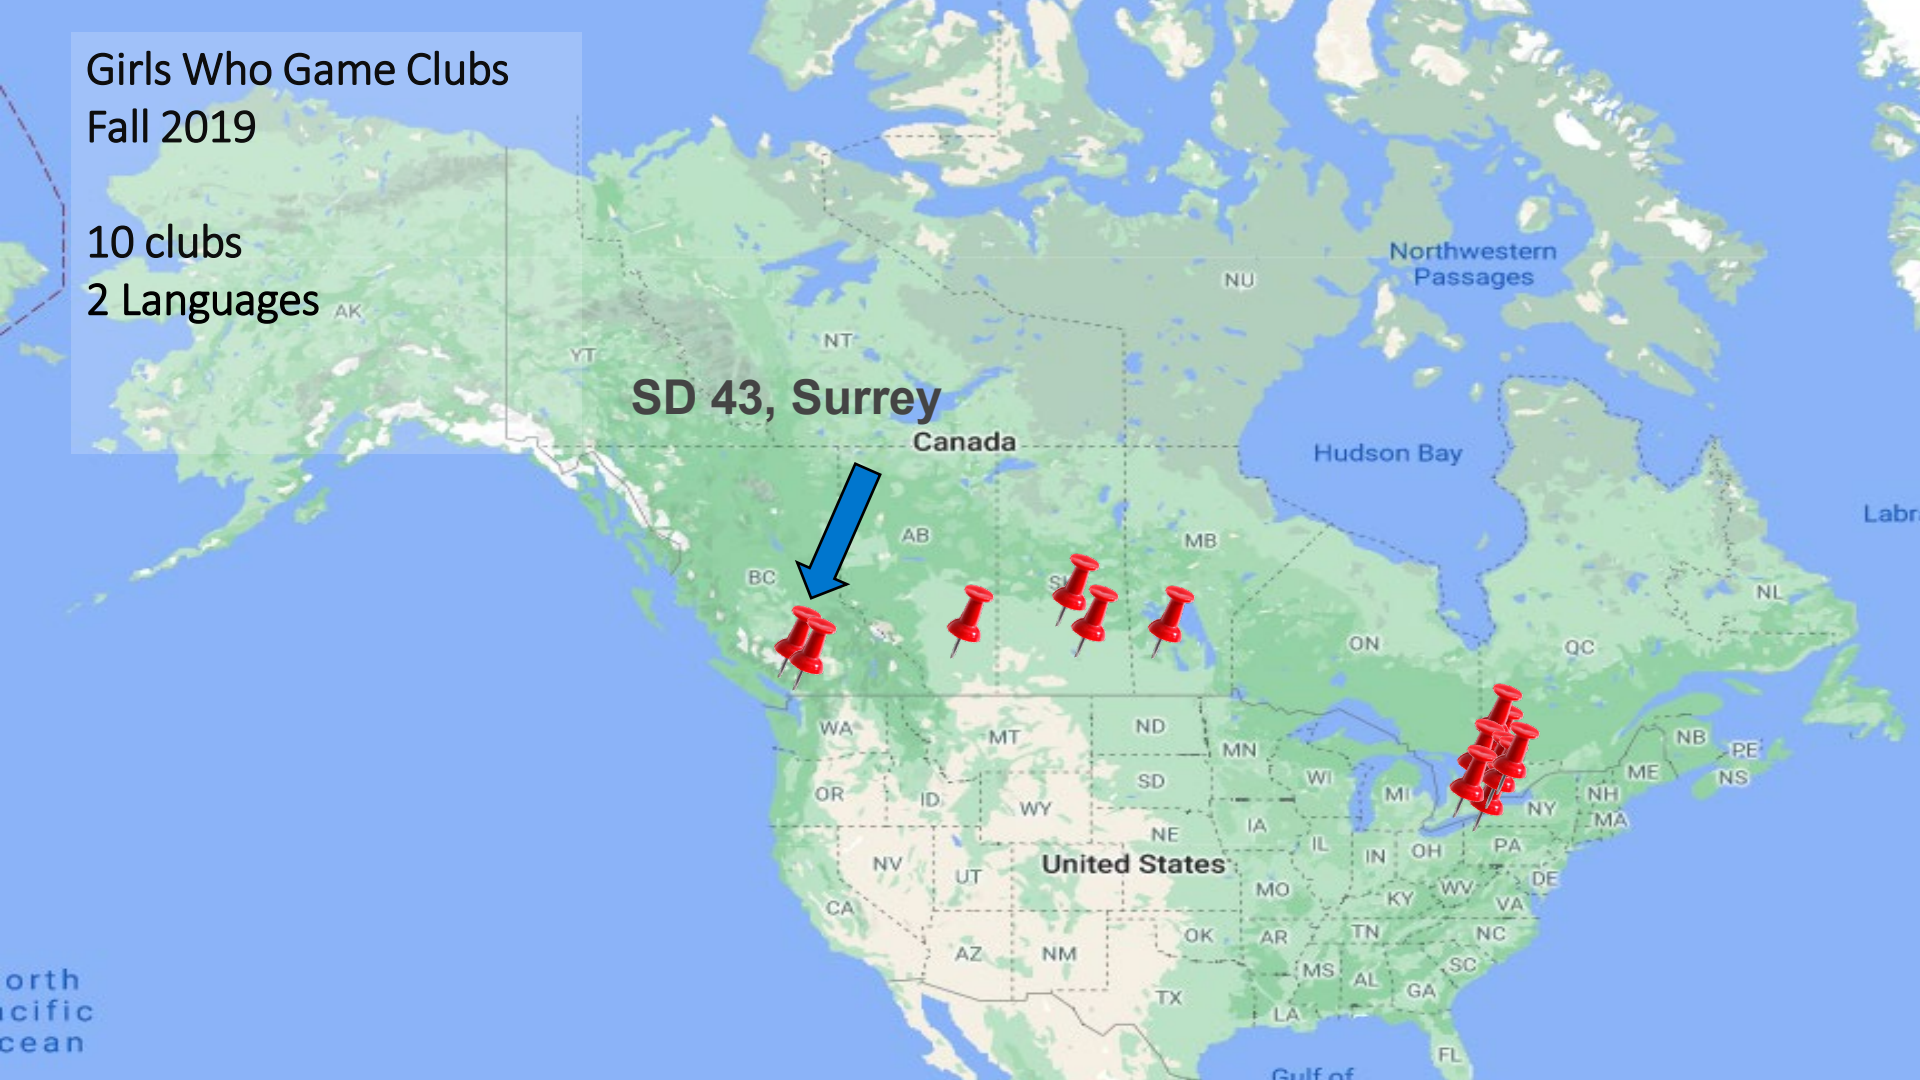 Girls Who Game Clubs
Fall 2019
10 clubs
2 Languages
AK
YT
NT
NU
Northwestern
Passages
SD 43, Surrey
Canada
Hudson Bay
Labr
AB
MB
BC
NL
ON
QC
WA
MT
ND
MN
NB
PE
NS
ME
SD
WI
MI
OR
ID
WY
NY
NH
MA
NE
IA
IL
IN
OH
PA
NV
UT
United States
MO
KY
WV
DE
VA
CA
OK
AR
TN
NC
AZ
NM
MS
AL
SC
GA
TX
LA
FL
orth
acific
cean
Gulf of